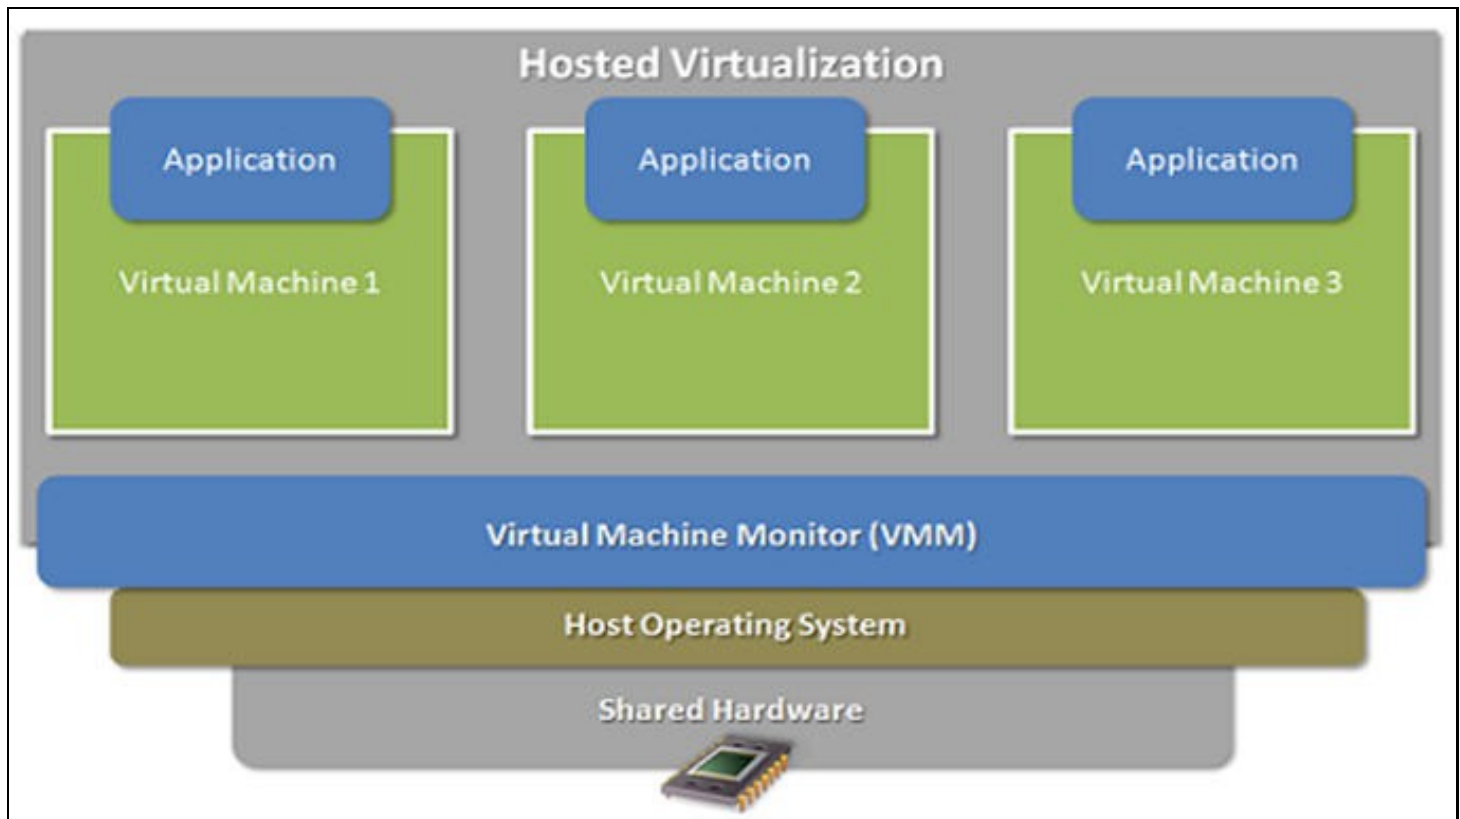 Hosted Virtualization
Application
Application
Application
Virtual Machine 1
Virtual Machine 2
Virtual Machine 3
Virtual Machine Monitor (VMM)
Host Operating System
Shared Hardware